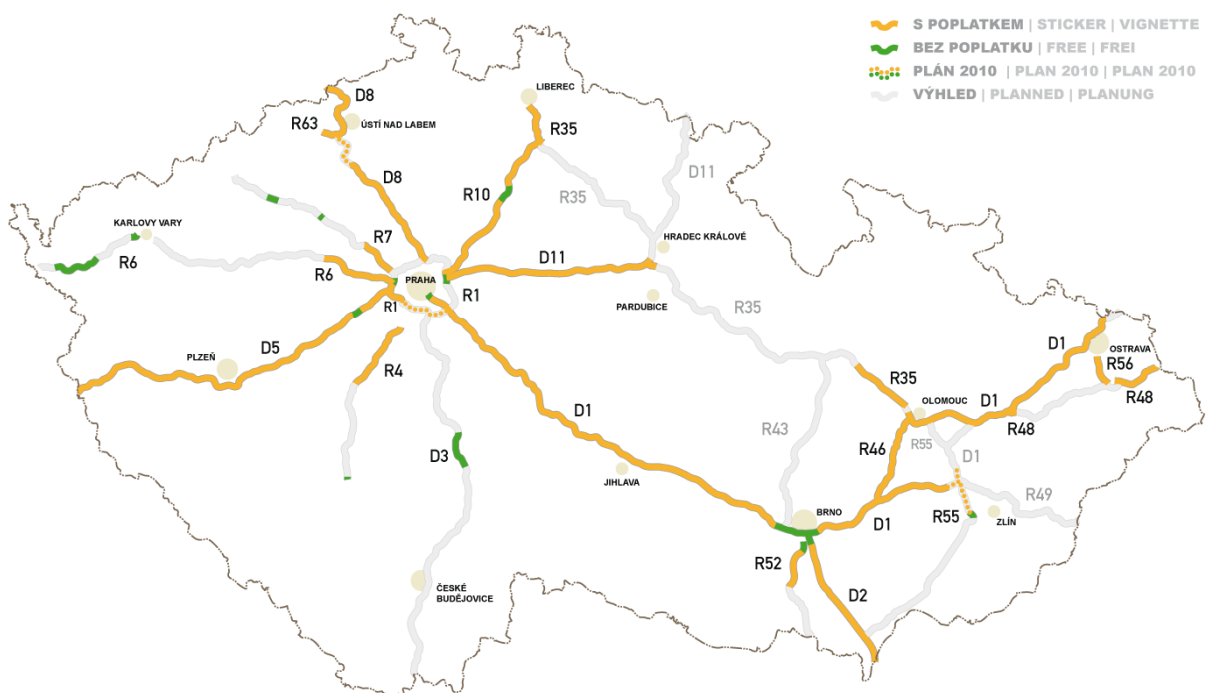 S POPLATKEM | STICKER | VIGNETTE
BEZ POPLATKU | FREE | FREI
PLÁN 2010 | PLAN 2010 | PLAN 2010
VÝHLED | PLANNED | PLANUNG
D8
LIBEREC
R63
ÚSTÍ NAD LABEM
R35
D8
R10
R35
D11
KARLOVY VARY
R7
HRADEC KRÁLOVÉ
R6
R6
PRAHA
D11
R1
R1
PARDUBICE
R35
D5
PLZEŇ
R4
D1
OSTRAVA
R56
R48
D1
R35
OLOMOUC
D1
R48
R43
R46
R55
D1
D3
JIHLAVA
R49
BRNO
D1
R55
ZLÍN
R52
D2
ČESKÉ
BUDĚJOVICE